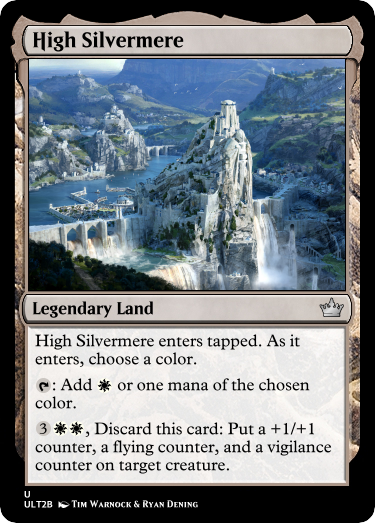 High Silvermere
Legendary Land
High Silvermere enters tapped. As it
enters, choose a color.
: Add or one mana of the chosen
color.
3, Discard this card: Put a +1/+1
counter, a flying counter, and a vigilance
counter on target creature.
U
ULT2B Tim Warnock & Ryan Dening